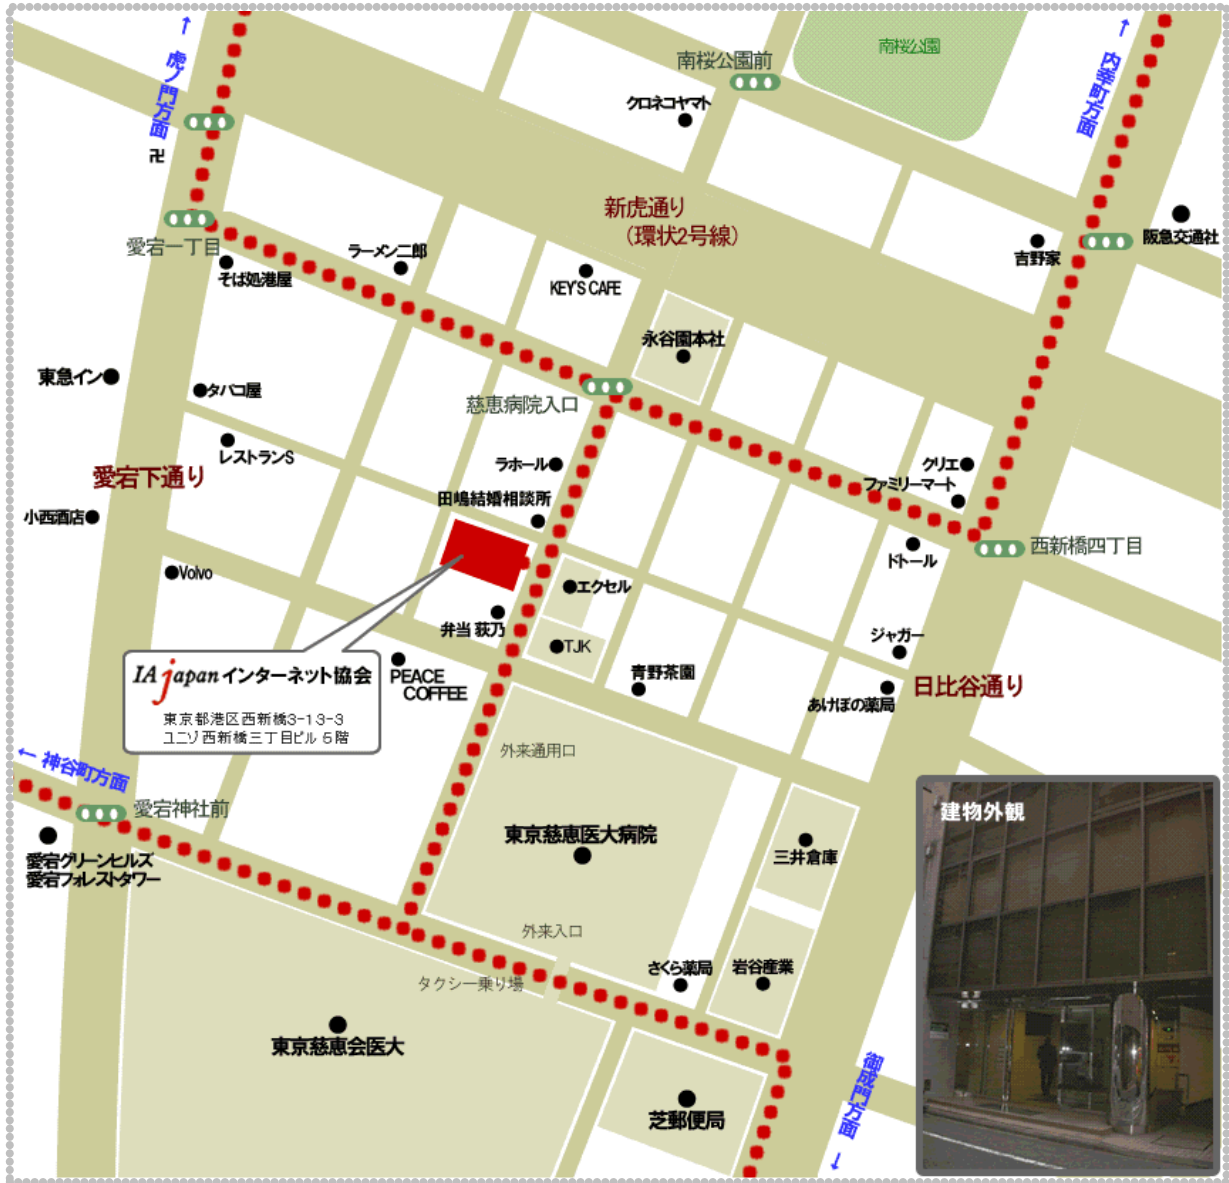 ↑ 虎ノ門方面
南桜公園
↑ 内幸町方面
南桜公園前
クロネコヤマト
卍
新虎通り
(環状2号線)
愛宕一丁目
ラーメン二郎
そば処港屋
KEY'S CAFE
吉野家
阪急交通社
永谷園本社
東急イン
タバコ屋
慈恵病院入口
レストランS
愛宕下通り
ラホール
クリエ
ファミリーマート
田嶋結婚相談所
小西酒店
西新橋四丁目
ドトール
Volvo
エクセル
弁当 荻乃
TJK
ジャガー
IAjapan インターネット協会
東京都港区西新橋3-13-3
ユニゾ西新橋三丁目ビル 5階
PEACE
COFFEE
青野茶園
日比谷通り
あけぼの薬局
← 神谷町方面
外来通用口
愛宕神社前
建物外観
東京慈恵医大病院
三井倉庫
愛宕グリーンヒルズ
愛宕フォレストタワー
外来入口
さくら薬局
岩谷産業
タクシー乗り場
東京慈恵会医大
御成門方面 →
芝郵便局